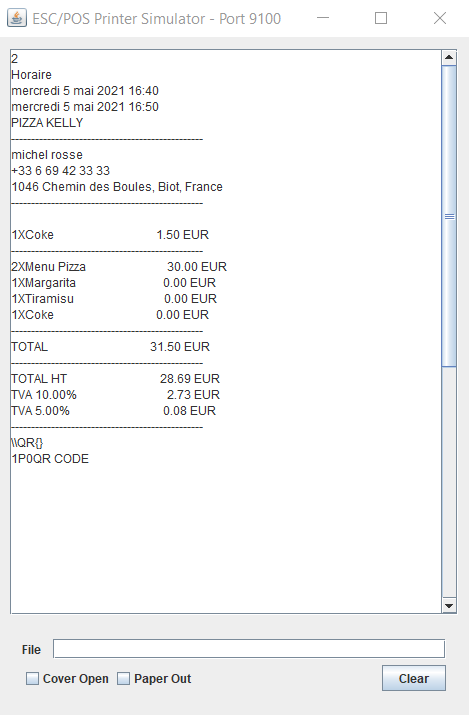 ESC/POS Printer Simulator - Port 9100
2
Horaire
mercredi 5 mai 2021 16:40
mercredi 5 mai 2021 16:50
PIZZA KELLY
------------------------------------------------
michel rosse
+33 6 69 42 33 33
1046 Chemin des Boules, Biot, France
------------------------------------------------
1XCoke 1.50 EUR
------------------------------------------------
2XMenu Pizza 30.00 EUR
1XMargarita 0.00 EUR
1XTiramisu 0.00 EUR
1XCoke 0.00 EUR
------------------------------------------------
TOTAL 31.50 EUR
------------------------------------------------
TOTAL HT 28.69 EUR
TVA 10.00% 2.73 EUR
TVA 5.00% 0.08 EUR
------------------------------------------------
\\QR{}
1P0QR CODE
File
Cover Open Paper Out Clear